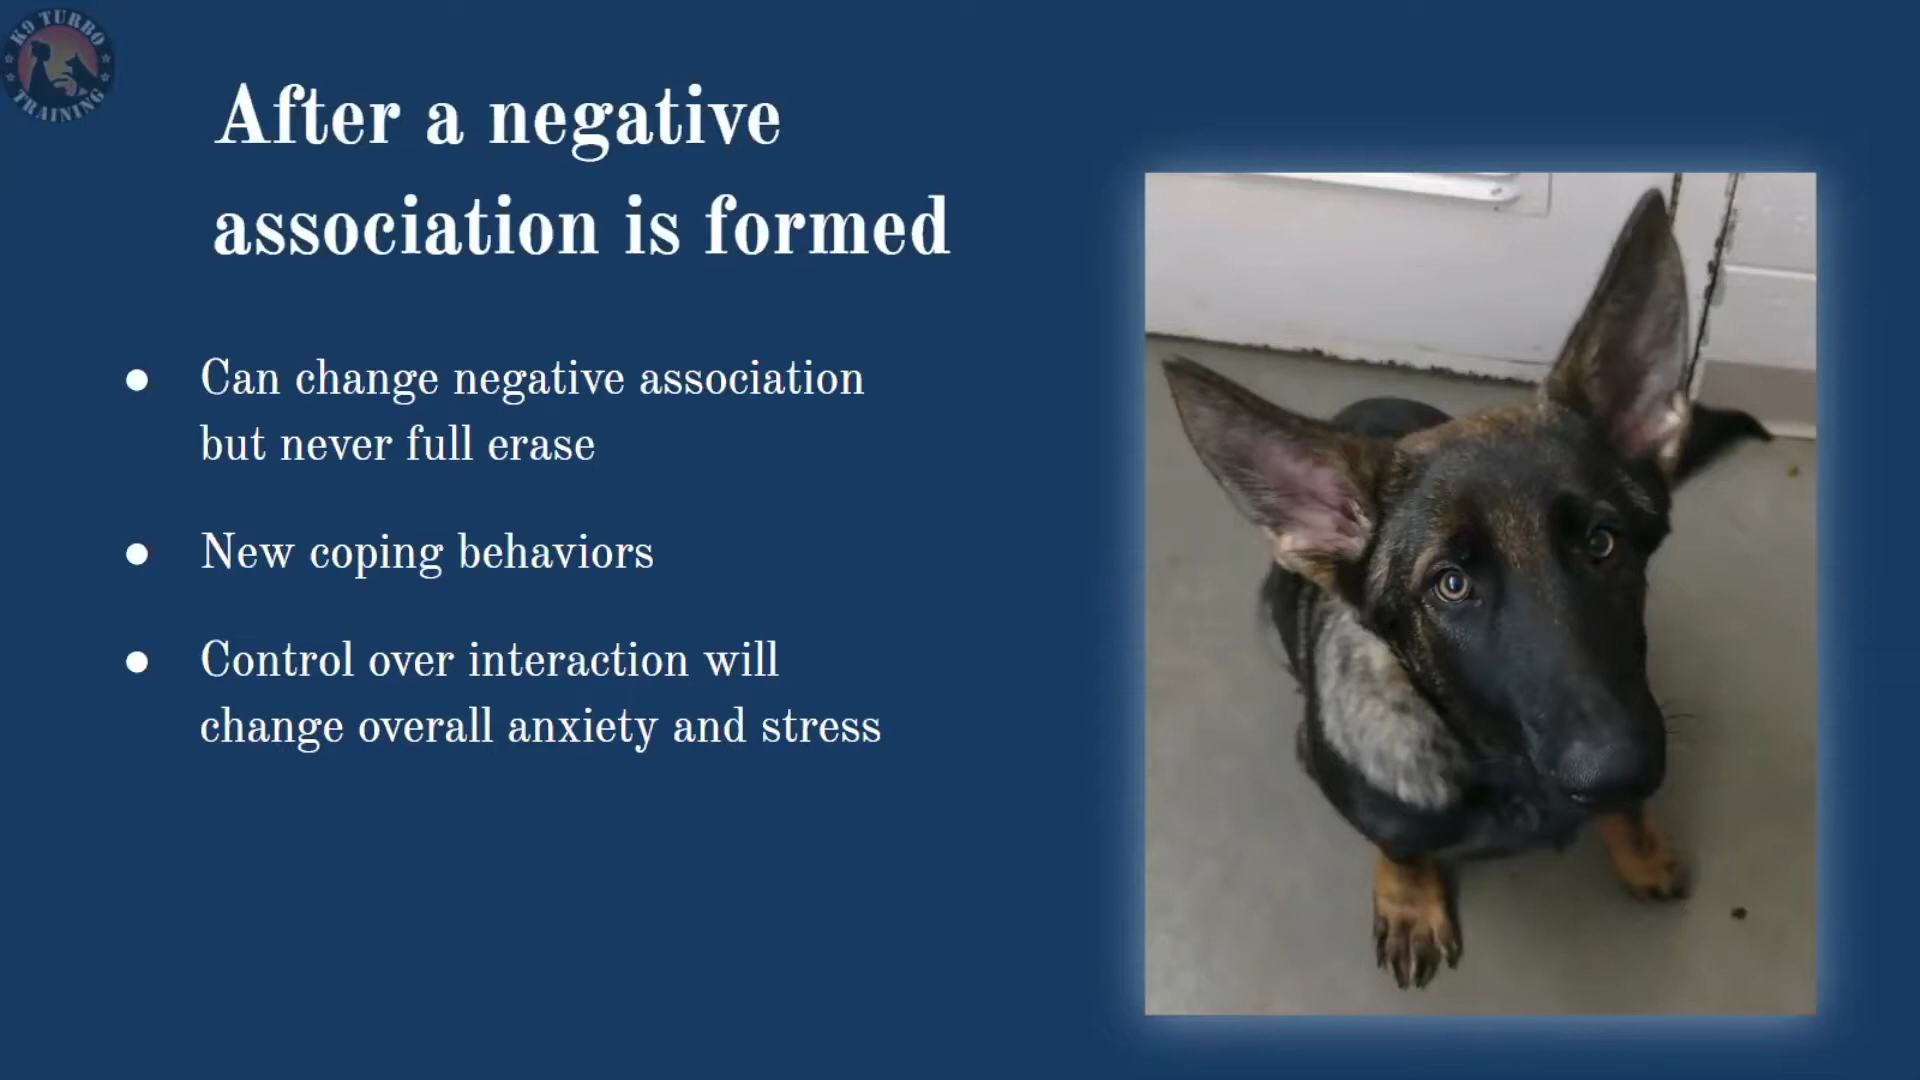 K9 TURBO
TRAINING
After a negative
association is formed
● Can change negative association
but never full erase
● New coping behaviors
● Control over interaction will
change overall anxiety and stress